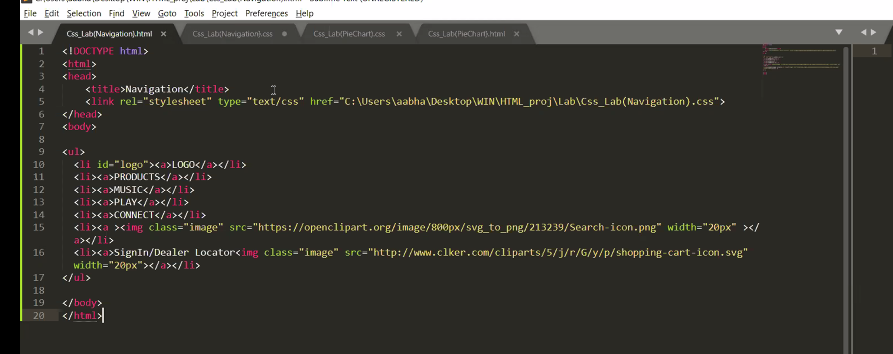 File Edit Selection Find View Goto Tools Project Preferences Help
Css_Lab(Navigation).html × Css_Lab(Navigation).css Css_Lab(PieChart).css × Css_Lab(PieChart).html ×
1 <!DOCTYPE html> 1
2 <html>
3 <head>
4 <title>Navigation</title>
5 <link rel="stylesheet" type="text/css" href="C:\Users\aabha\Desktop\WIN\HTML_proj\Lab\Css_Lab(Navigation).css">
6 </head>
7 <body>
8
9 <ul>
10 <li id="logo"><a>LOGO</a></li>
11 <li><a>PRODUCTS</a></li>
12 <li><a>MUSIC</a></li>
13 <li><a>PLAY</a></li>
14 <li><a>CONNECT</a></li>
15 <li><a ><img class="image" src="https://openclipart.org/image/800px/svg_to_png/213239/Search-icon.png" width="20px" ></
a></li>
16 <li><a>SignIn/Dealer Locator<img class="image" src="http://www.clker.com/cliparts/5/j/r/G/y/p/shopping-cart-icon.svg"
width="20px"></a></li>
17 </ul>
18
19 </body>
20 </html>